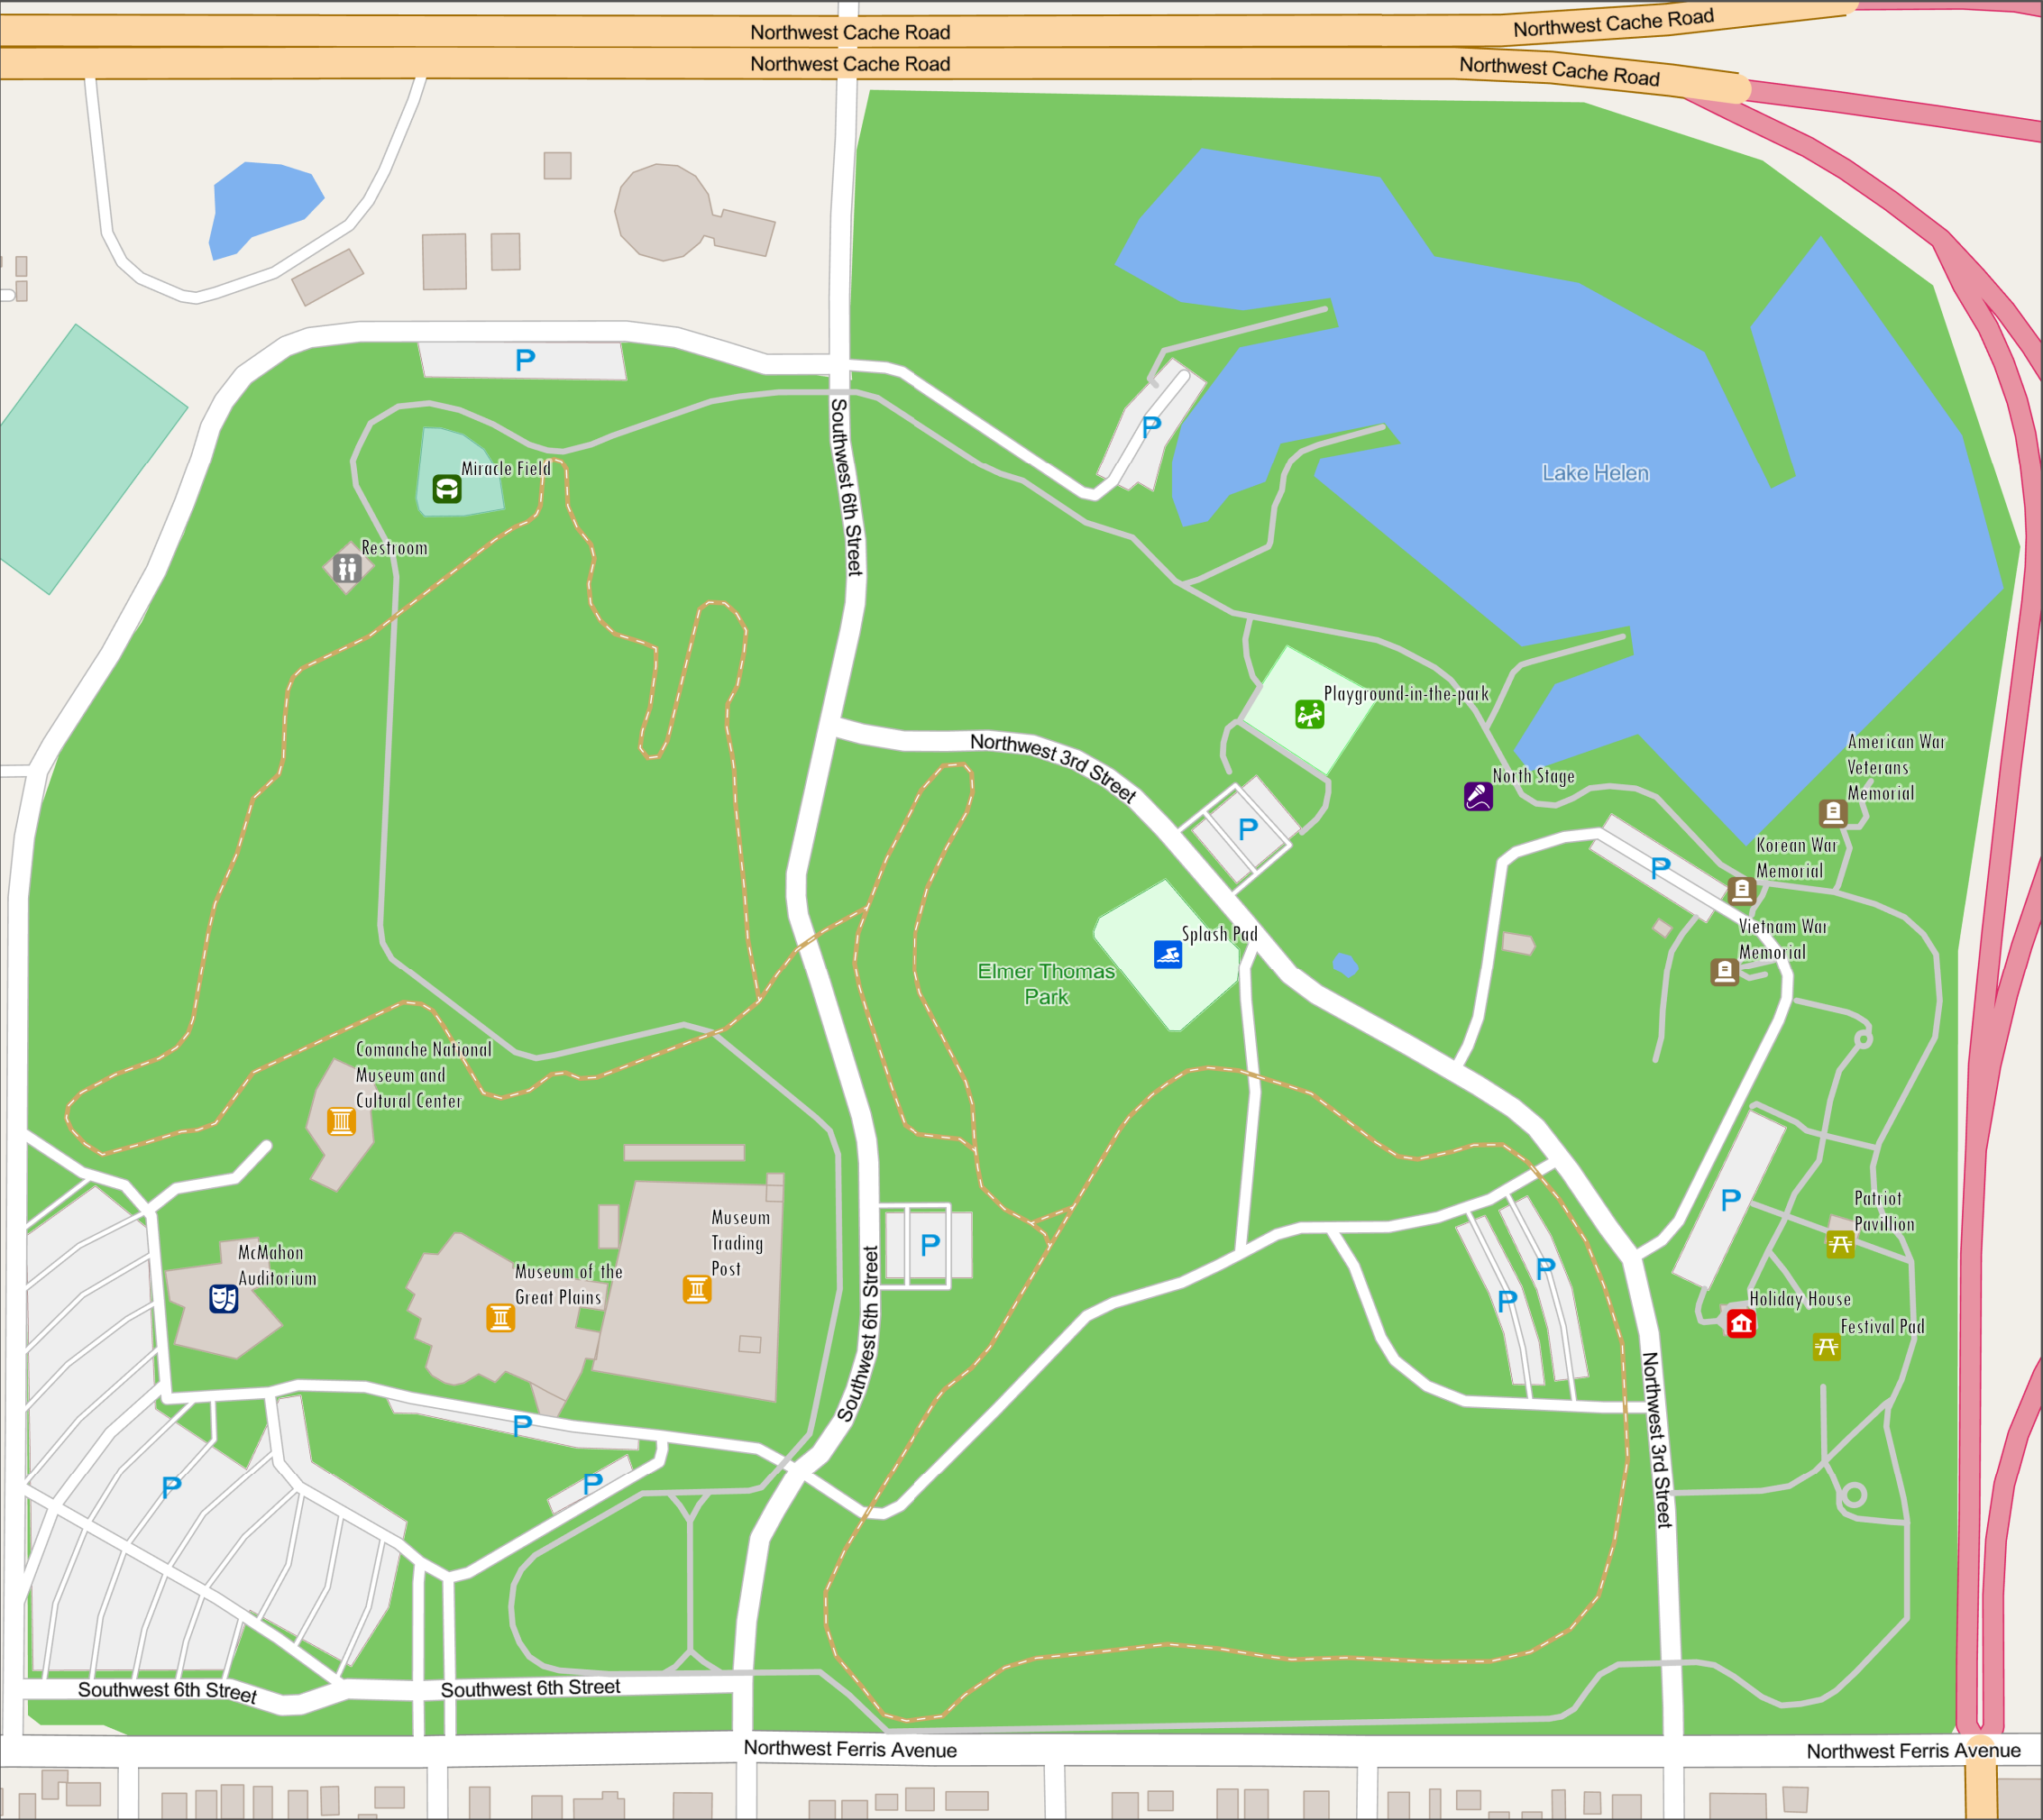 Northwest Cache Road
Northwest Cache Road
Northwest Cache Road
Northwest Cache Road
P
P
Southwest 6th Street
Miracle Field
Lake Helen
Restroom
Playground-in-the-park
Northwest 3rd Street
North Stage
American War
Veterans
Memorial
P
P
Korean War
Memorial
Splash Pad
Vietnam War
Memorial
Elmer Thomas
Park
Comanche National
Museum and
Cultural Center
P
Patriot
Pavillion
Museum
Trading
Post
P
McMahon
Auditorium
Museum of the
Great Plains
P
P
Holiday House
Festival Pad
Southwest 6th Street
Northwest 3rd Street
P
P
P
Southwest 6th Street
Southwest 6th Street
Northwest Ferris Avenue
Northwest Ferris Avenue